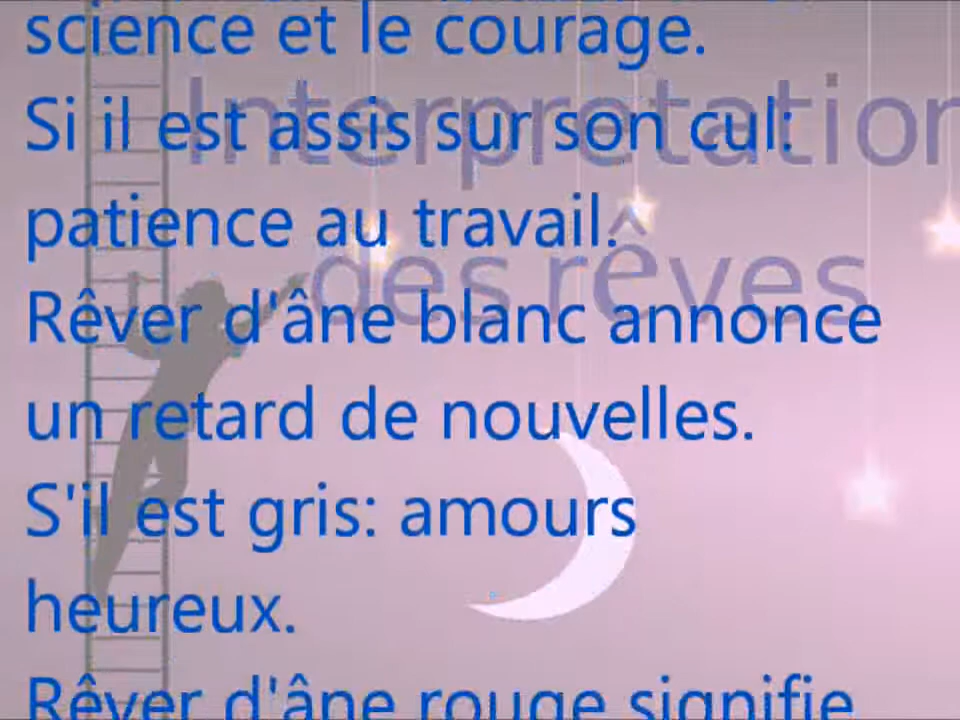 science et le courage.
Si il est assis sur son cul:
patience au travail.
Rêver d'âne blanc annonce
un retard de nouvelles.
S'il est gris: amours
heureux.
Rêver d'âne rouge signifie
Interpretation
des rêves